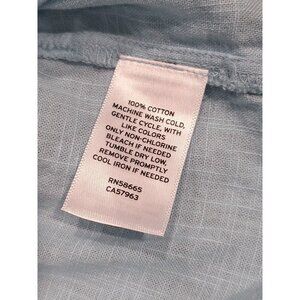 100% COTTON
MACHINE WASH COLD,
GENTLE CYCLE, WITH
LIKE COLORS
ONLY NON-CHLORINE
BLEACH IF NEEDED
TUMBLE DRY LOW,
REMOVE PROMPTLY
COOL IRON IF NEEDED
RN58665
CA57963